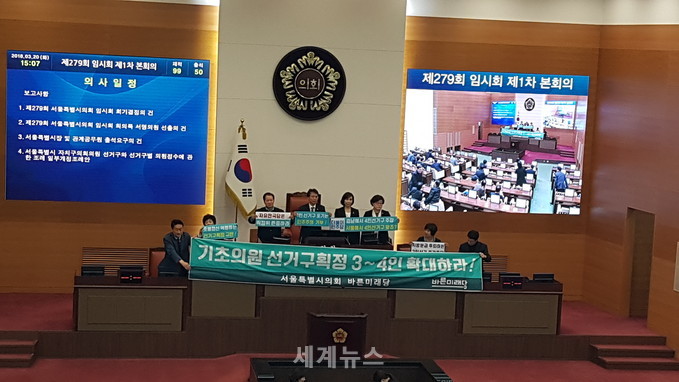 2018.03.20 (화)
15:07
제279회 임시회 제1차 본회의
재적
99
출석
50
의 사 일 정
보고사항
1. 제279회 서울특별시의회 임시회 회기결정의 건
2. 제279회 서울특별시의회 임시회 회의록 서명의원 선출의 건
3. 서울특별시장 및 관계공무원 출석요구의 건
4. 서울특별시 자치구의회의원 선거구와 선거구별 의원정수에 관
한 조례 일부개정조례안
의회
제279회 임시회 제1차 본회의
기초의원 선거구획정 3~4인 확대하라!
서울특별시의회 바른미래당
바른미래당
세계뉴스